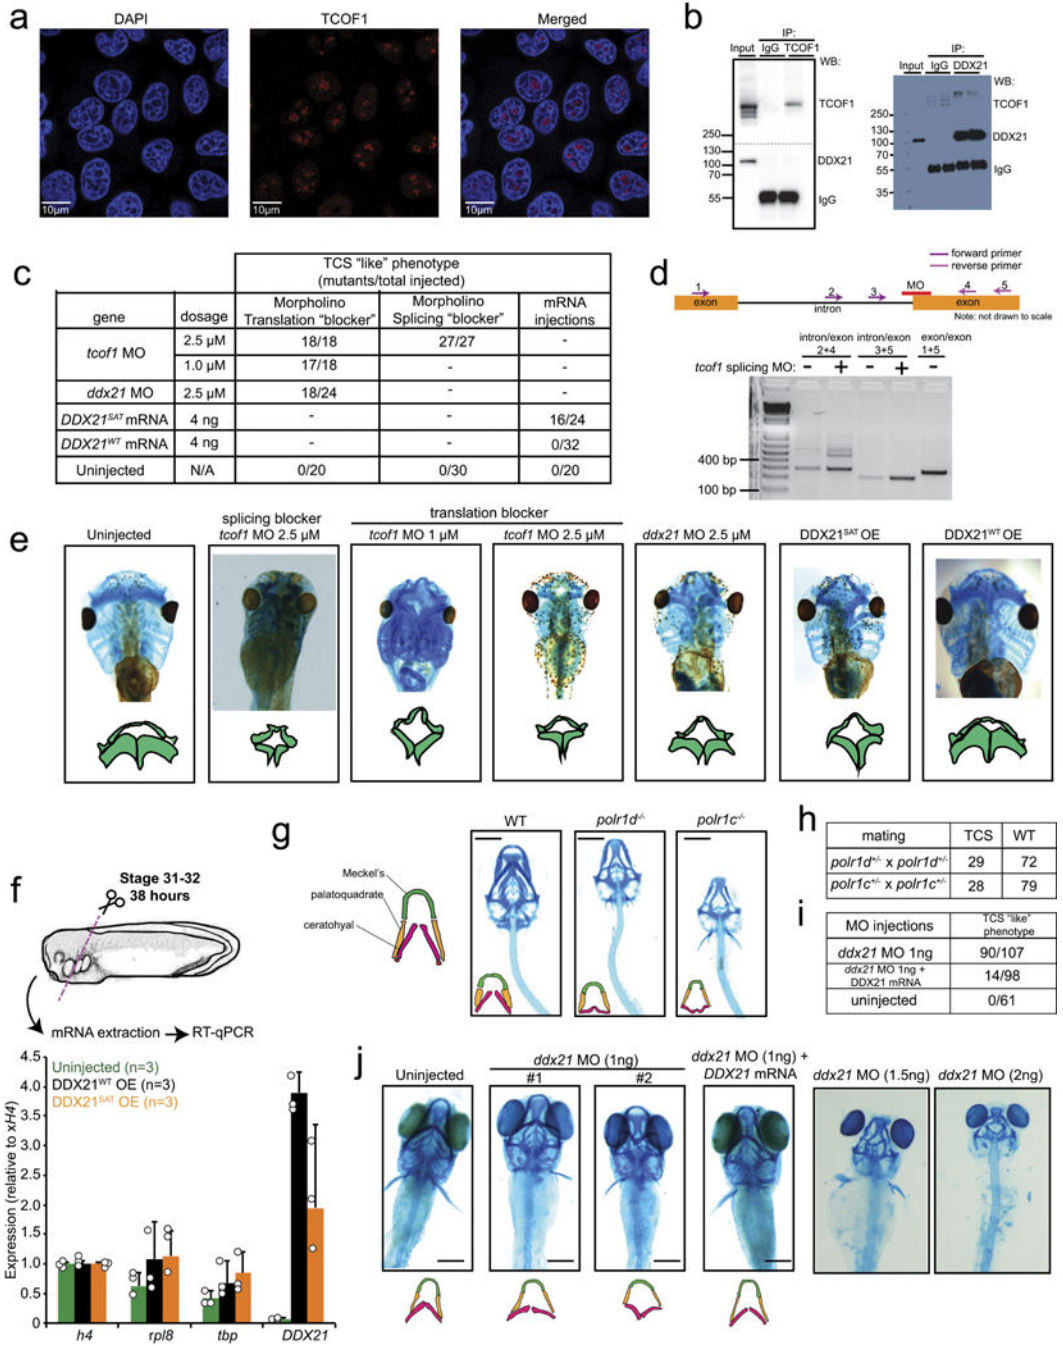 a
DAPI
TCOF1
Merged
10µm
10µm
10µm
b
IP:
Input IgG TCOF1
WB:
TCOF1
250
130
100
70
DDX21
55
IgG
IP:
Input IgG DDX21
WB:
TCOF1
250
130
100
70
DDX21
55
IgG
35
c
TCS "like" phenotype
(mutants/total injected)
gene dosage Morpholino Translation "blocker" Morpholino Splicing "blocker" mRNA injections
tcof1 MO 2.5 µM 18/18 27/27 -
1.0 µM 17/18 - -
ddx21 MO 2.5 µM 18/24 - -
DDX21SAT mRNA 4 ng - - 16/24
DDX21WT mRNA 4 ng - - 0/32
Uninjected N/A 0/20 0/30 0/20
d
forward primer
reverse primer
1 2 3 MO 4 5
exon intron exon
Note: not drawn to scale
intron/exon intron/exon exon/exon
2+4 3+5 1+5
tcof1 splicing MO: - + - + -
400 bp
100 bp
e
translation blocker
Uninjected
splicing blocker
tcof1 MO 2.5 µM
tcof1 MO 1 µM
tcof1 MO 2.5 µM
ddx21 MO 2.5 µM
DDX21SAT OE
DDX21WT OE
f
Stage 31-32
38 hours
mRNA extraction RT-qPCR
Expression (relative to xH4)
4.5
4.0
3.5
3.0
2.5
2.0
1.5
1.0
0.5
0
Uninjected (n=3)
DDX21WT OE (n=3)
DDX21SAT OE (n=3)
h4 rpl8 tbp DDX21
g
WT
polr1d-/-
polr1c-/-
Meckel's
palatoquadrate
ceratohyal
h
mating TCS WT
polr1d+/- x polr1d+/- 29 72
polr1c+/- x polr1c+/- 28 79
i
MO injections TCS "like" phenotype
ddx21 MO 1ng 90/107
ddx21 MO 1ng + DDX21 mRNA 14/98
uninjected 0/61
j
Uninjected
ddx21 MO (1ng)
#1 #2
ddx21 MO (1ng) +
DDX21 mRNA
ddx21 MO (1.5ng)
ddx21 MO (2ng)